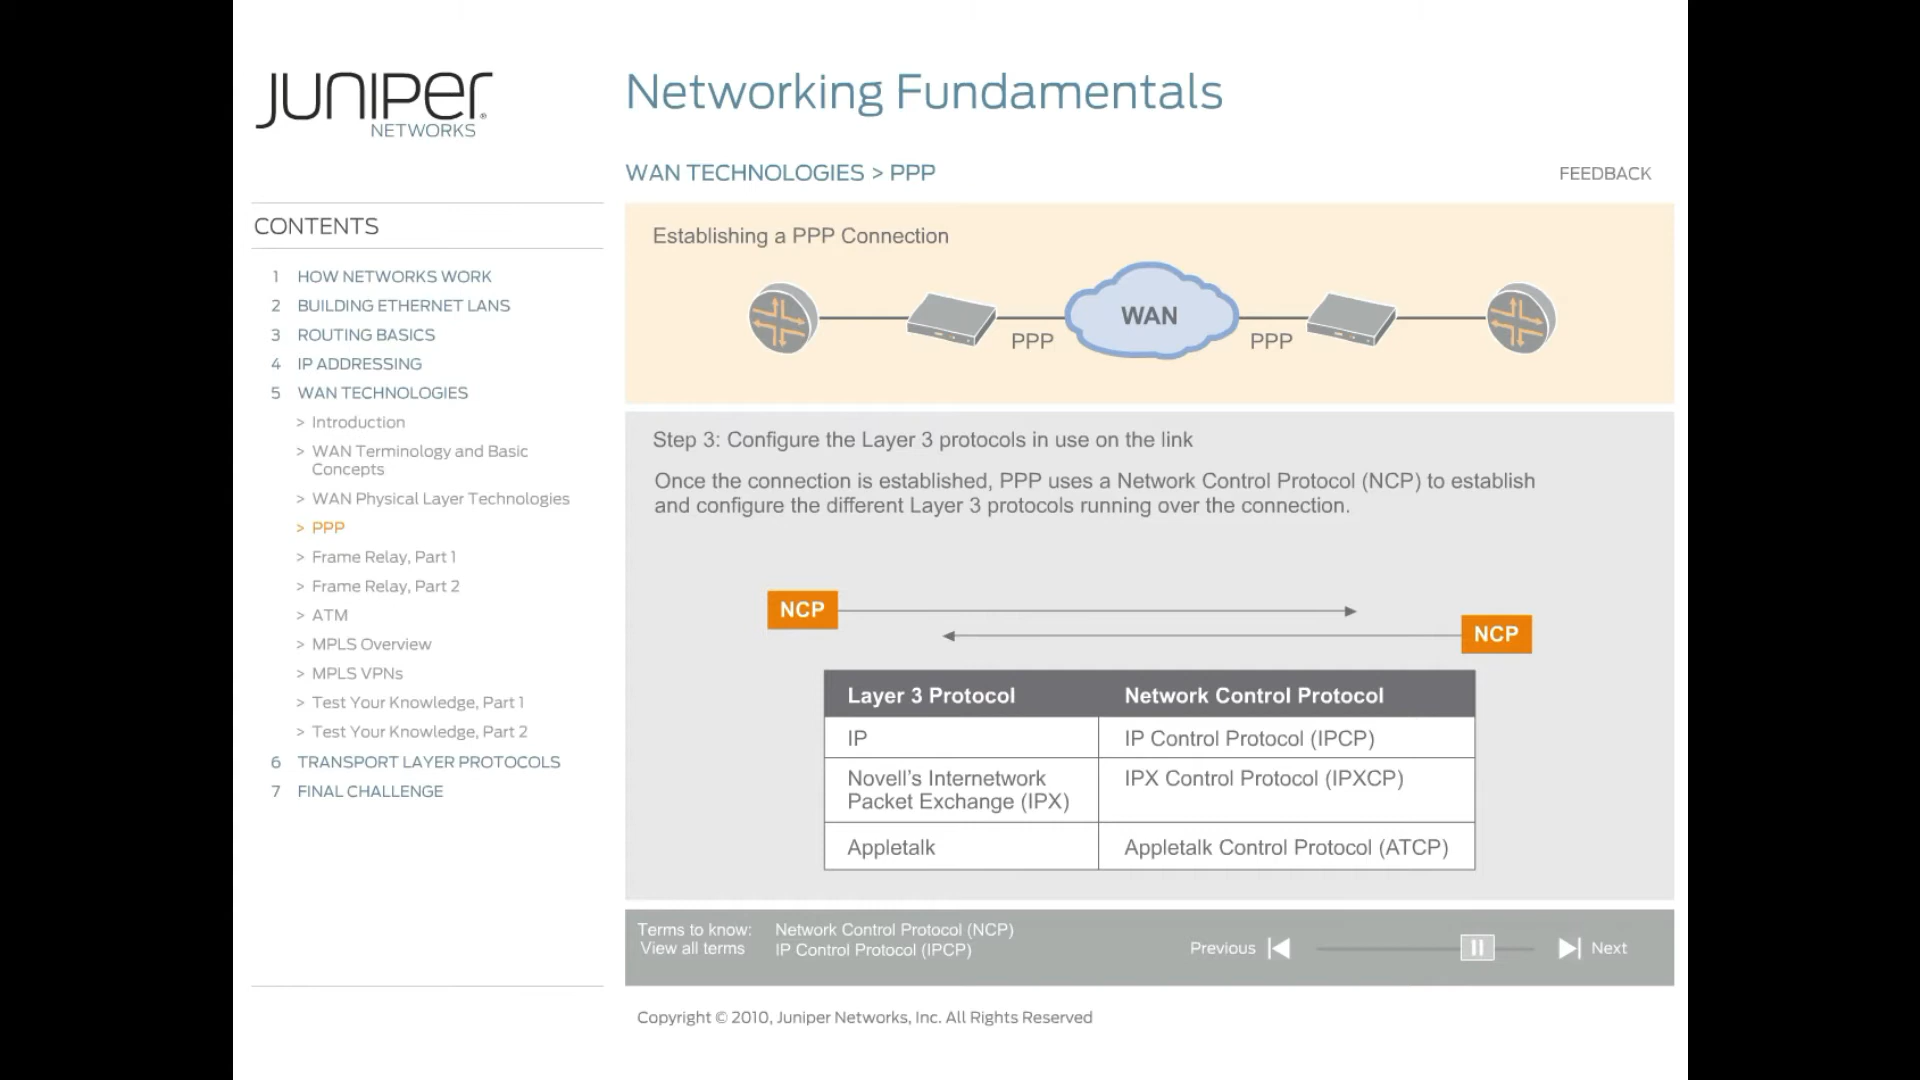 JUNIPER
NETWORKS
Networking Fundamentals
WAN TECHNOLOGIES > PPP
FEEDBACK
CONTENTS
1 HOW NETWORKS WORK
2 BUILDING ETHERNET LANS
3 ROUTING BASICS
4 IP ADDRESSING
5 WAN TECHNOLOGIES
> Introduction
> WAN Terminology and Basic
Concepts
> WAN Physical Layer Technologies
> PPP
> Frame Relay, Part 1
> Frame Relay, Part 2
> ATM
> MPLS Overview
> MPLS VPNs
> Test Your Knowledge, Part 1
> Test Your Knowledge, Part 2
6 TRANSPORT LAYER PROTOCOLS
7 FINAL CHALLENGE
Establishing a PPP Connection
WAN
PPP
PPP
Step 3: Configure the Layer 3 protocols in use on the link
Once the connection is established, PPP uses a Network Control Protocol (NCP) to establish
and configure the different Layer 3 protocols running over the connection.
NCP
NCP
Layer 3 Protocol Network Control Protocol
IP IP Control Protocol (IPCP)
Novell's Internetwork IPX Control Protocol (IPXCP)
Packet Exchange (IPX)
Appletalk Appletalk Control Protocol (ATCP)
Terms to know: Network Control Protocol (NCP)
View all terms IP Control Protocol (IPCP)
Previous Next
Copyright © 2010, Juniper Networks, Inc. All Rights Reserved